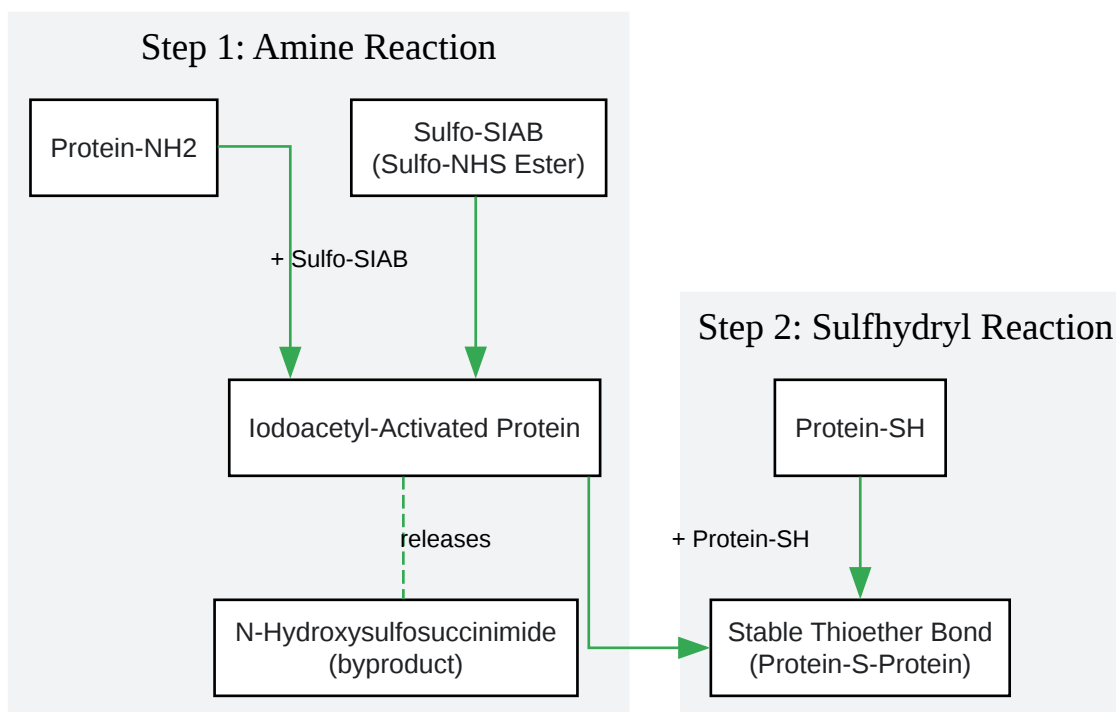 Step 1: Amine Reaction
Protein-NH2
Sulfo-SIAB
(Sulfo-NHS Ester)
+ Sulfo-SIAB
Iodoacetyl-Activated Protein
releases
N-Hydroxysulfosuccinimide
(byproduct)
Step 2: Sulfhydryl Reaction
Protein-SH
+ Protein-SH
Stable Thioether Bond
(Protein-S-Protein)